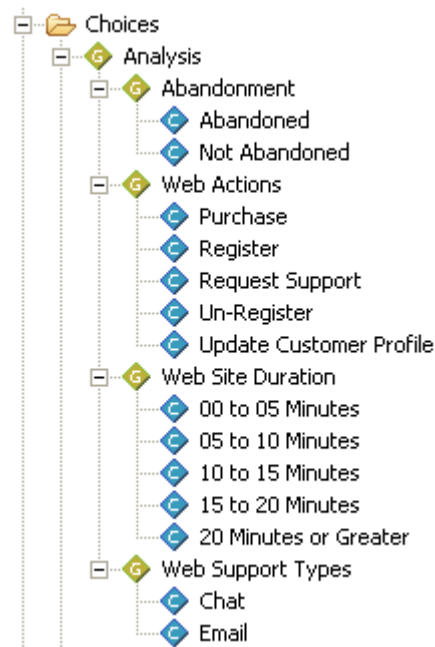 Choices
G Analysis
G Abandonment
C Abandoned
C Not Abandoned
G Web Actions
C Purchase
C Register
C Request Support
C Un-Register
C Update Customer Profile
G Web Site Duration
C 00 to 05 Minutes
C 05 to 10 Minutes
C 10 to 15 Minutes
C 15 to 20 Minutes
C 20 Minutes or Greater
G Web Support Types
C Chat
C Email